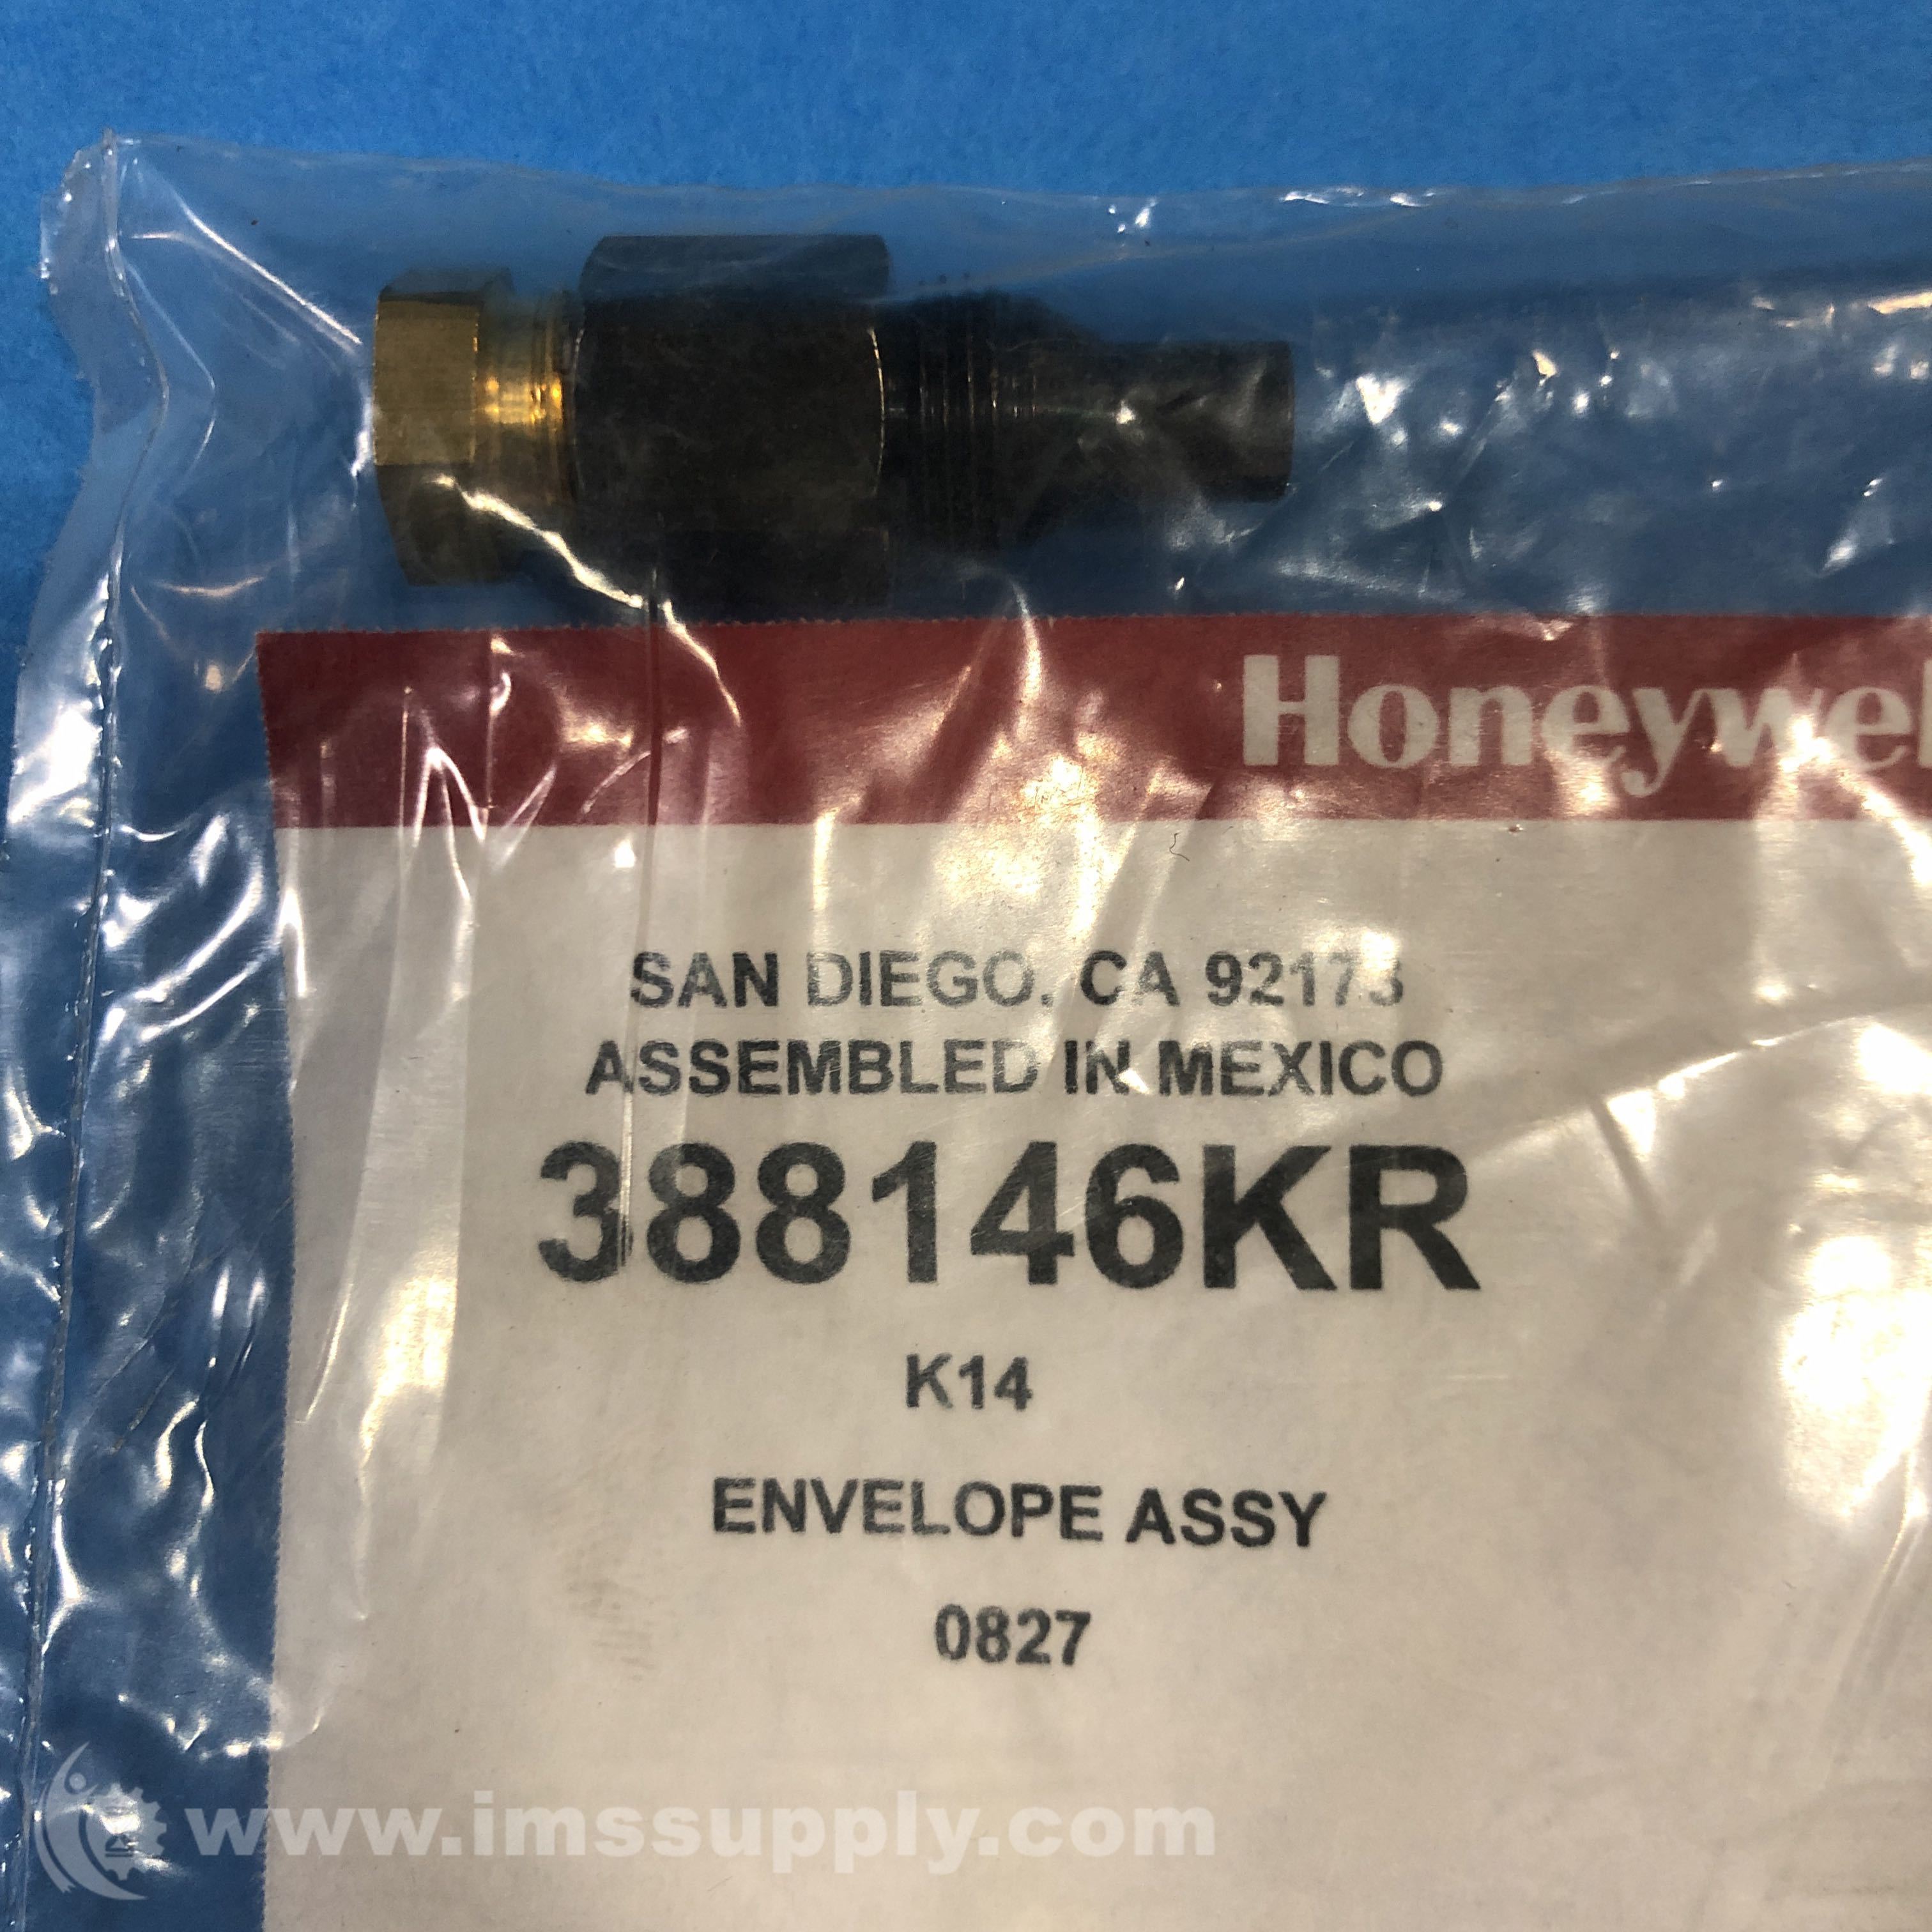 Honeywel
SAN DIEGO, CA 92173
ASSEMBLED IN MEXICO
388146KR
K14
ENVELOPE ASSY
0827
www.imssupply.com